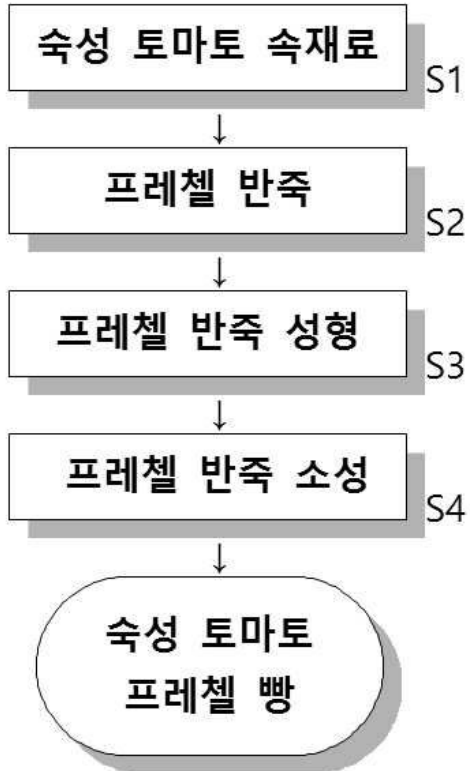 숙성 토마토 속재료
S1
↓
프레첼 반죽
S2
↓
프레첼 반죽 성형
S3
↓
프레첼 반죽 소성
S4
↓
숙성 토마토
프레첼 빵